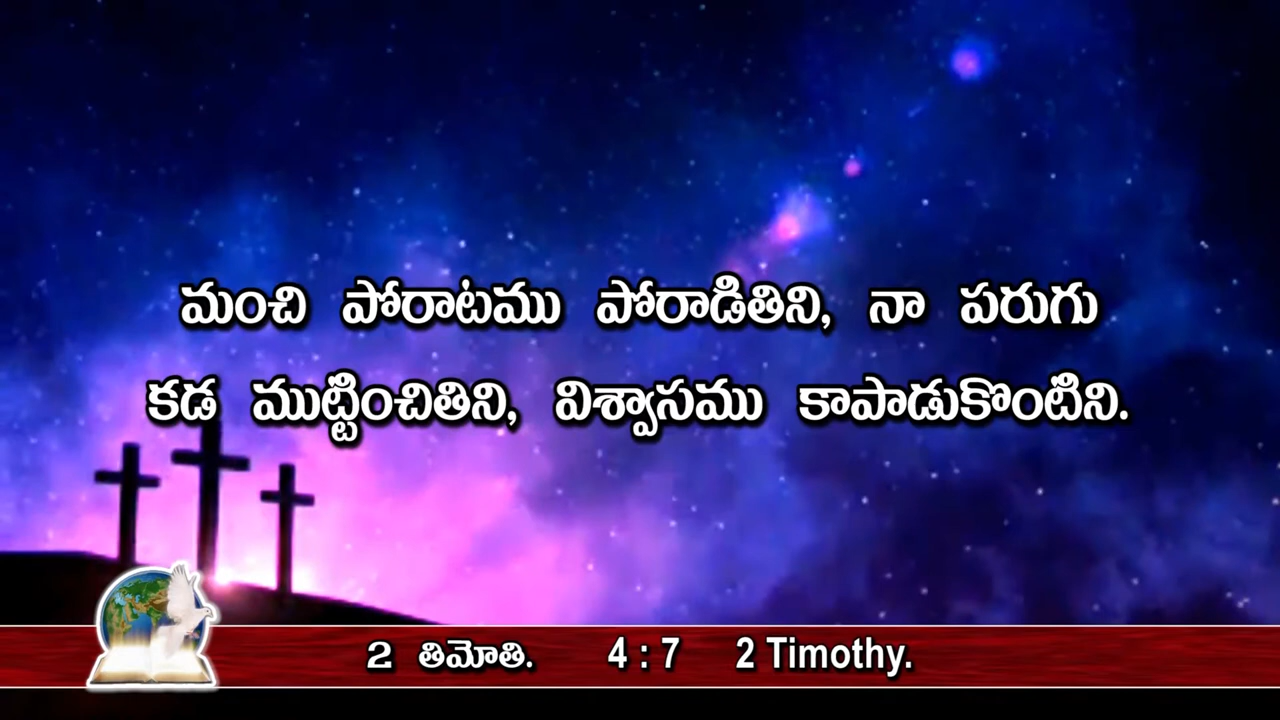 మంచి పోరాటము పోరాడితిని, నా పరుగు
కడ ముట్టించితిని, విశ్వాసము కాపాడుకొంటిని.
2 తిమోతి. 4 : 7 2 Timothy.